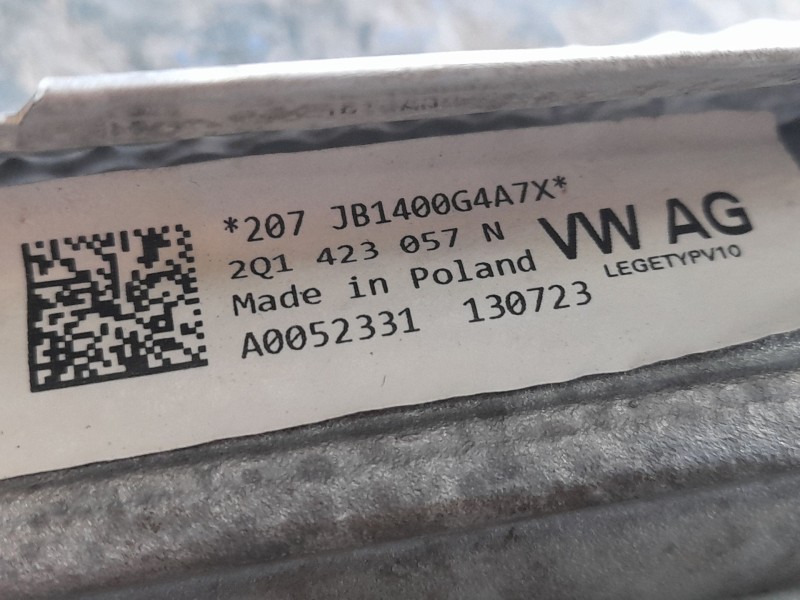 *207 JB1400G4A7X*
2Q1 423 057 N
Made in Poland
A0052331 130723
VW AG
LEGETYPV10